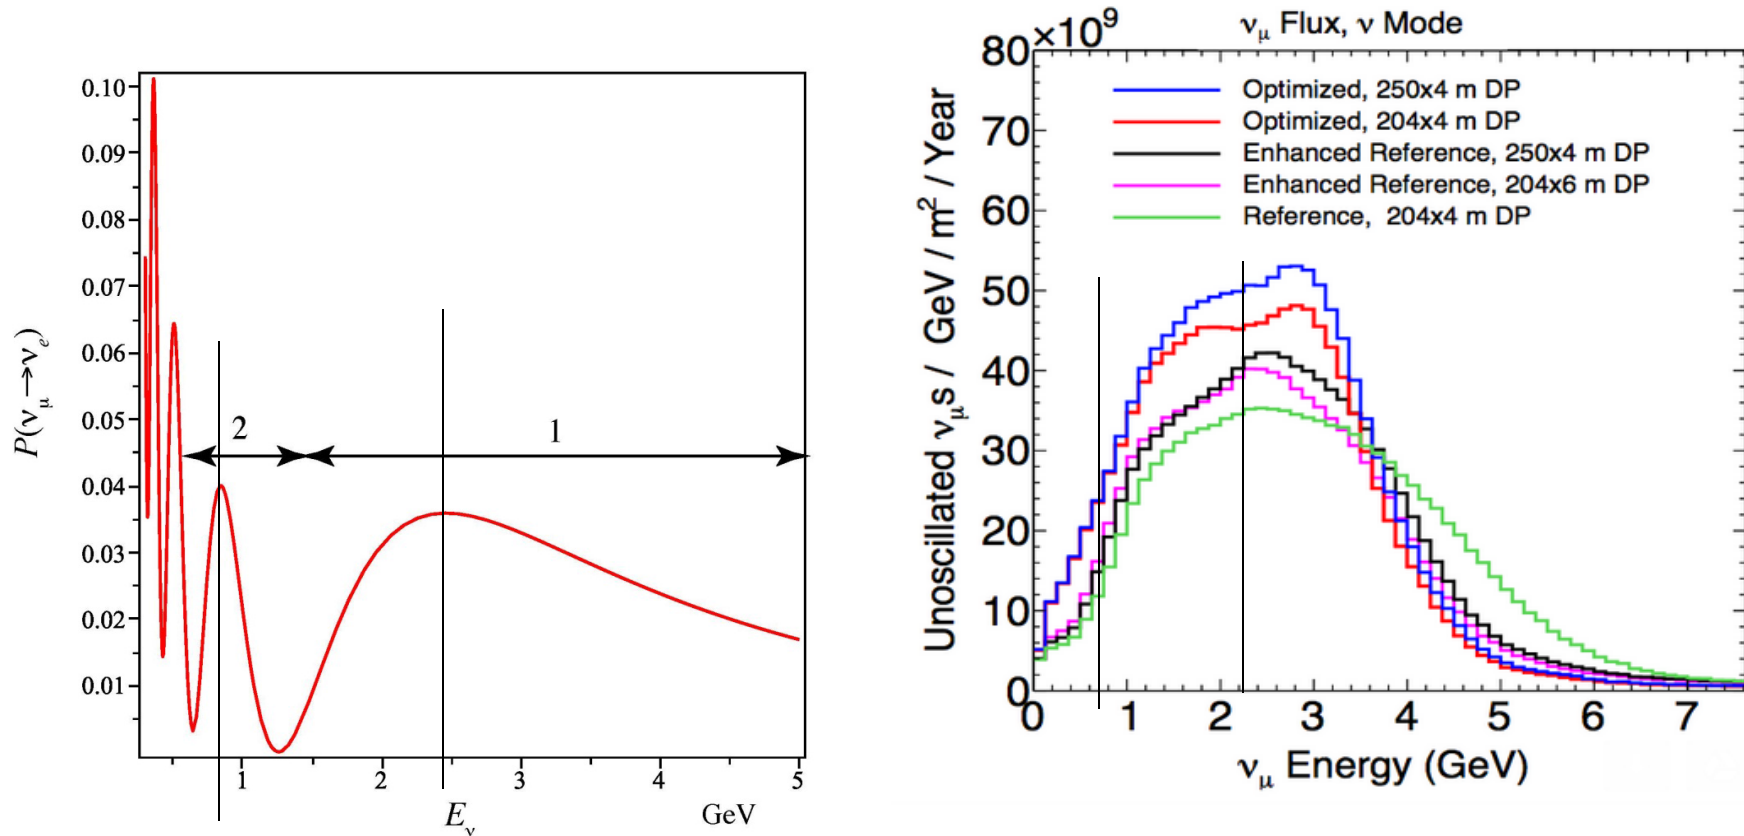 0.10
0.09
0.08
0.07
0.06
0.05
0.04
0.03
0.02
0.01
P(νμ→νe)
2
1
1
2
3
4
5
Eν
GeV
νμ Flux, ν Mode
80 ×10⁹
70
60
50
40
30
20
10
0
Unoscillated νμs / GeV / m² / Year
Optimized, 250x4 m DP
Optimized, 204x4 m DP
Enhanced Reference, 250x4 m DP
Enhanced Reference, 204x6 m DP
Reference, 204x4 m DP
0 1 2 3 4 5 6 7
νμ Energy (GeV)